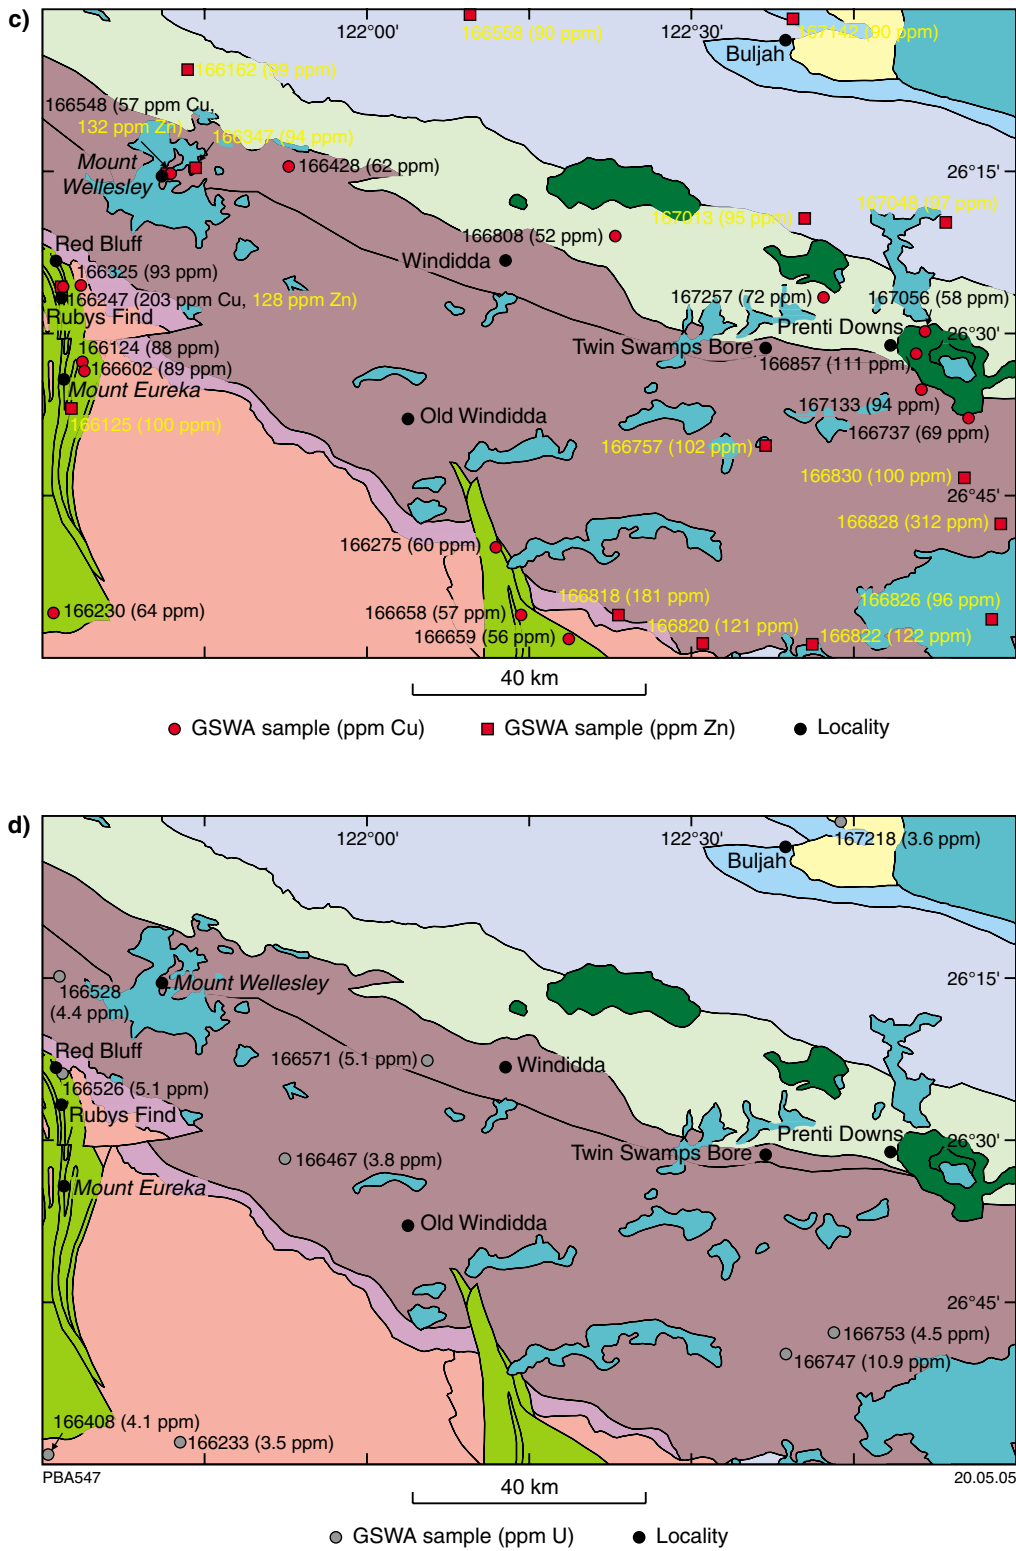 c)
122°00'
122°30'
166558 (90 ppm)
167142 (90 ppm)
Buljah
166162 (99 ppm)
166548 (57 ppm Cu,
132 ppm Zn)
166347 (94 ppm)
Mount
Wellesley
166428 (62 ppm)
26°15'
167013 (95 ppm)
167048 (97 ppm)
166808 (52 ppm)
Red Bluff
Windidda
166325 (93 ppm)
166247 (203 ppm Cu, 128 ppm Zn)
167257 (72 ppm)
167056 (58 ppm)
Rubys Find
Prenti Downs
26°30'
166124 (88 ppm)
Twin Swamps Bore
166602 (89 ppm)
166857 (111 ppm)
Mount Eureka
167133 (94 ppm)
166125 (100 ppm)
Old Windidda
166737 (69 ppm)
166757 (102 ppm)
166830 (100 ppm)
26°45'
166828 (312 ppm)
166275 (60 ppm)
166818 (181 ppm)
166826 (96 ppm)
166230 (64 ppm)
166658 (57 ppm)
166820 (121 ppm)
166659 (56 ppm)
166822 (122 ppm)
40 km
GSWA sample (ppm Cu)
GSWA sample (ppm Zn)
Locality
d)
122°00'
122°30'
167218 (3.6 ppm)
Buljah
26°15'
166528
(4.4 ppm)
Mount Wellesley
Red Bluff
166571 (5.1 ppm)
Windidda
166526 (5.1 ppm)
Rubys Find
Prenti Downs
26°30'
Twin Swamps Bore
166467 (3.8 ppm)
Mount Eureka
Old Windidda
26°45'
166753 (4.5 ppm)
166747 (10.9 ppm)
166408 (4.1 ppm)
166233 (3.5 ppm)
PBA547
20.05.05
40 km
GSWA sample (ppm U)
Locality